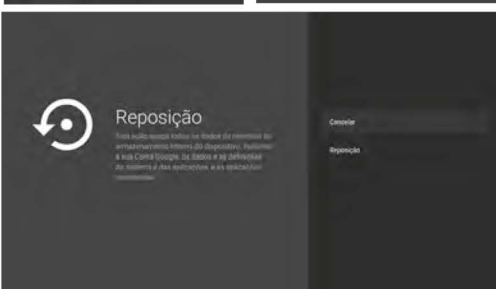 Reposição
Esta ação apaga todos os dados da memória de
armazenamento interno do dispositivo, incluindo:
a sua Conta Google, os dados e as definições
do sistema e das aplicações, e as aplicações
Cancelar
Reposição